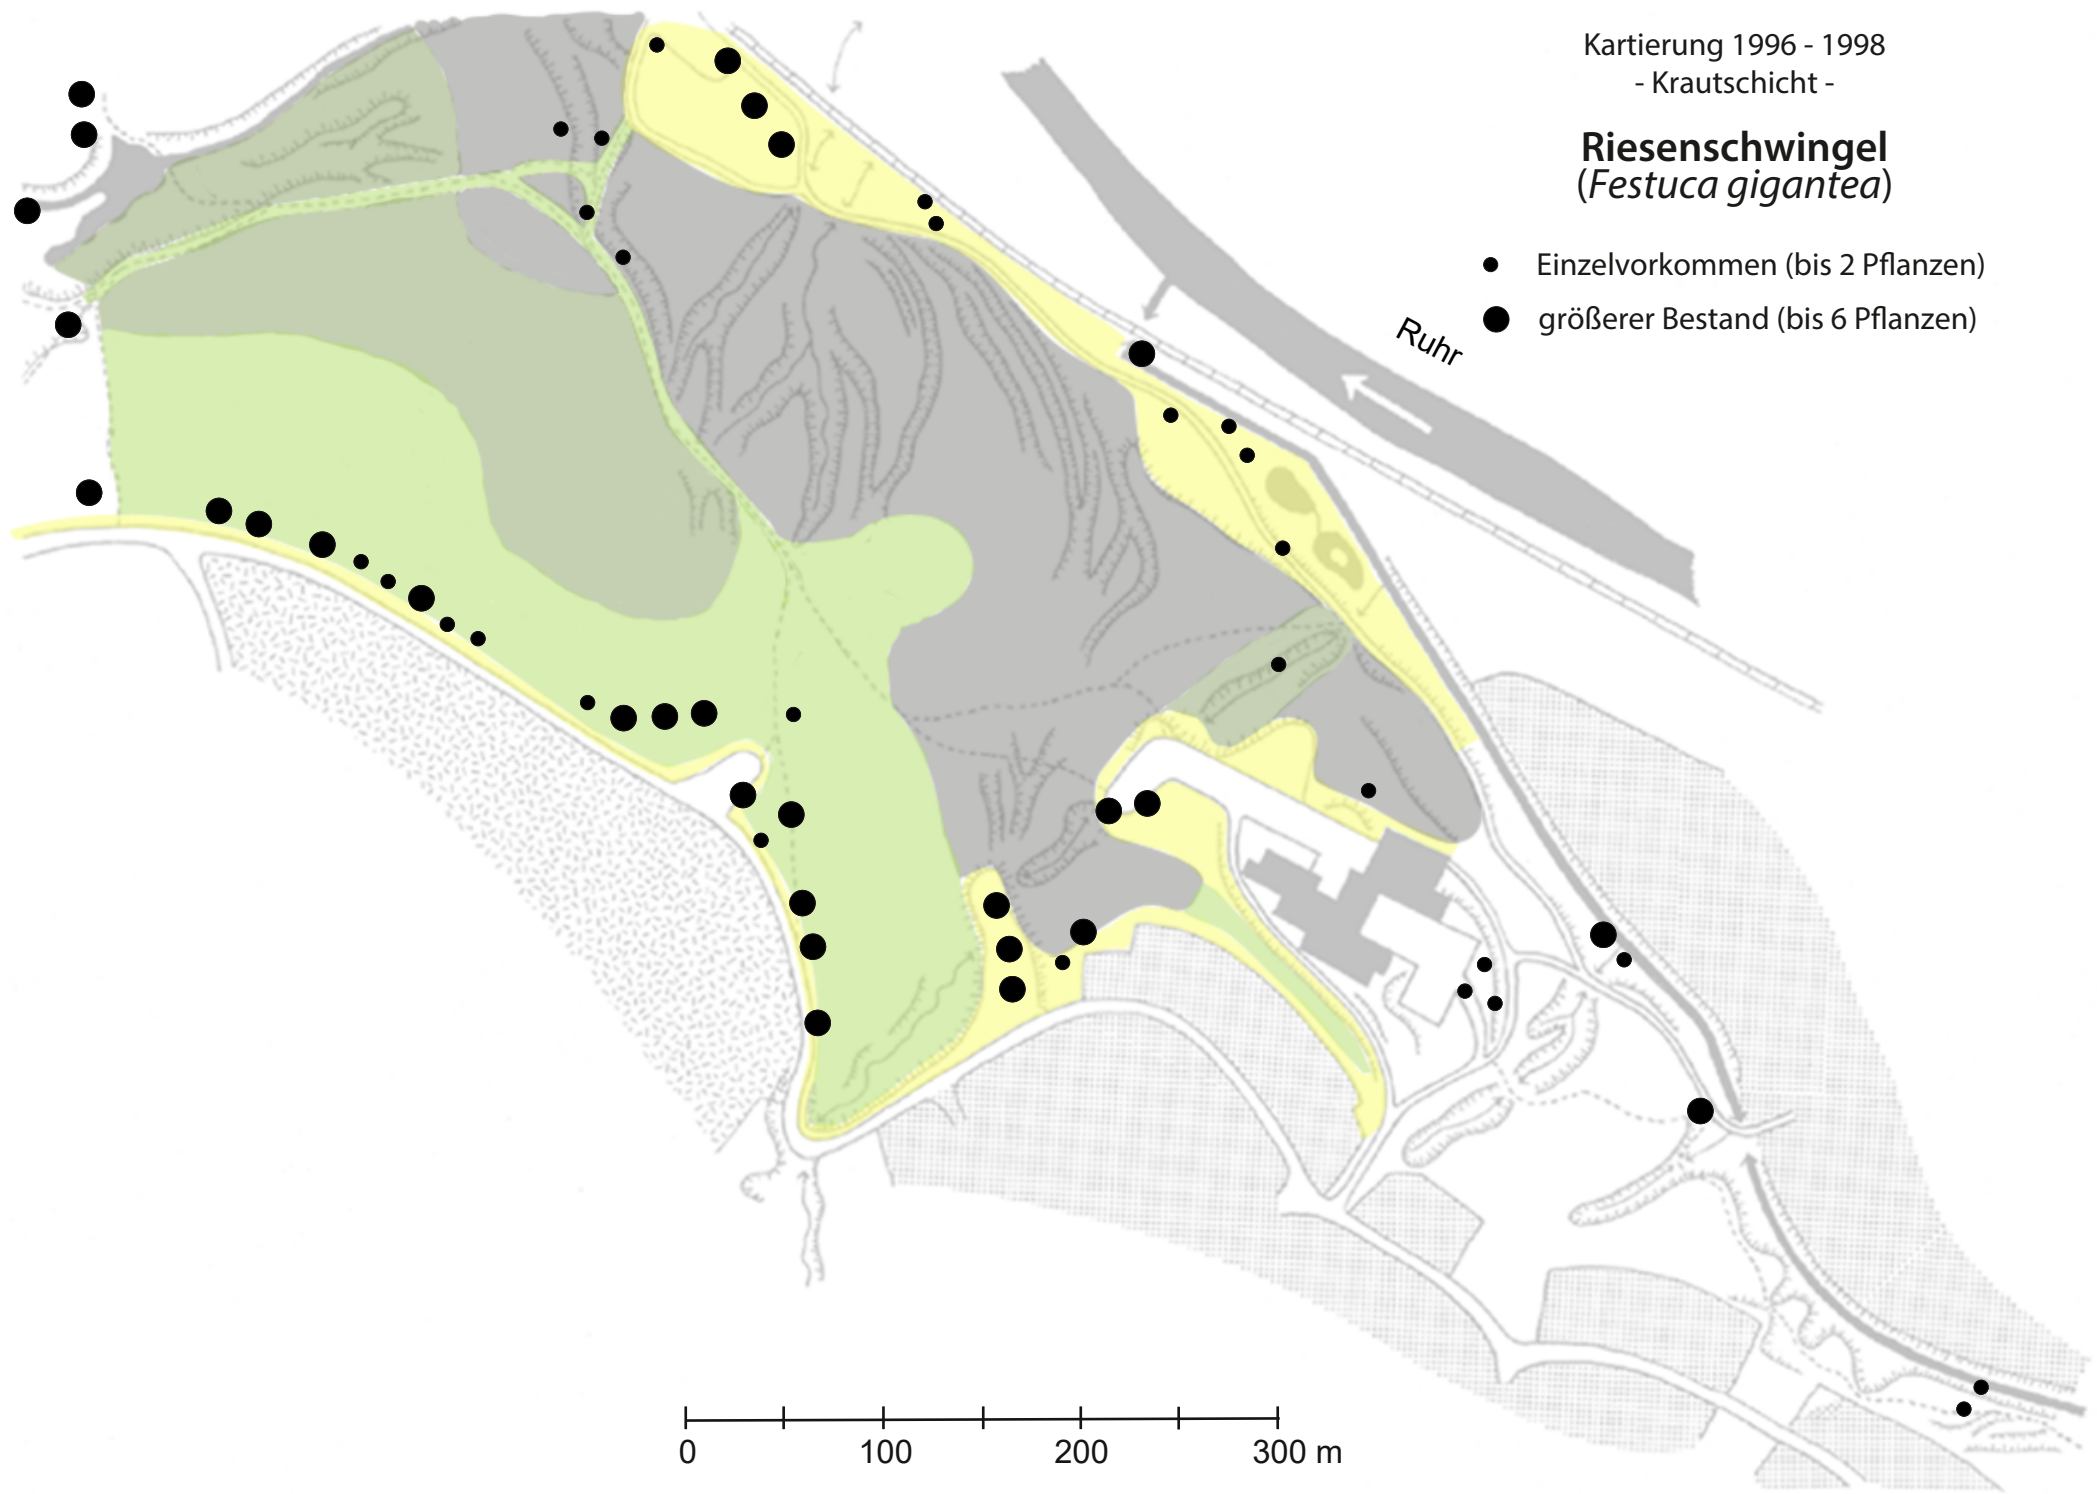 Kartierung 1996 - 1998
- Krautschicht -
Riesenschwingel
(Festuca gigantea)
Einzelvorkommen (bis 2 Pflanzen)
größerer Bestand (bis 6 Pflanzen)
Ruhr
0 100 200 300 m